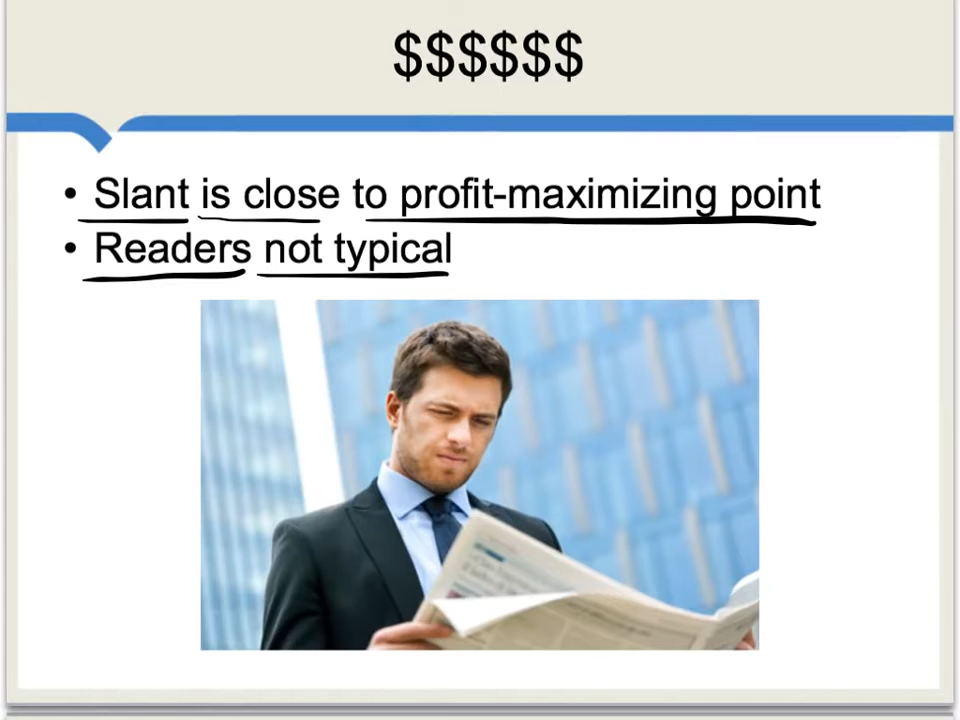 $$$$$$
• Slant is close to profit-maximizing point
• Readers not typical